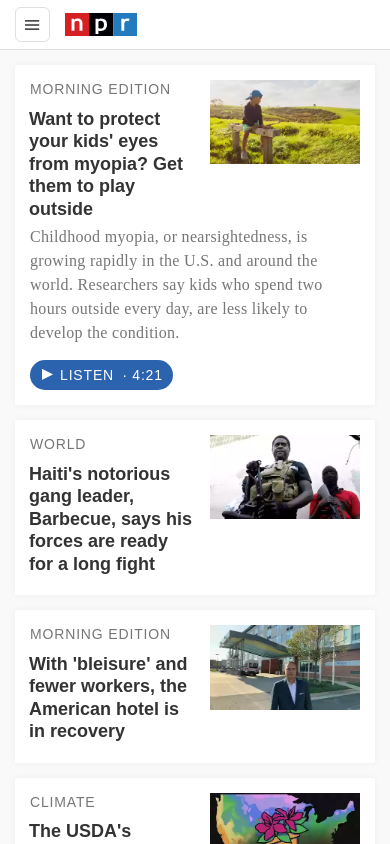 npr
MORNING EDITION
Want to protect
your kids' eyes
from myopia? Get
them to play
outside
Childhood myopia, or nearsightedness, is
growing rapidly in the U.S. and around the
world. Researchers say kids who spend two
hours outside every day, are less likely to
develop the condition.
LISTEN · 4:21
WORLD
Haiti's notorious
gang leader,
Barbecue, says his
forces are ready
for a long fight
MORNING EDITION
With 'bleisure' and
fewer workers, the
American hotel is
in recovery
CLIMATE
The USDA's